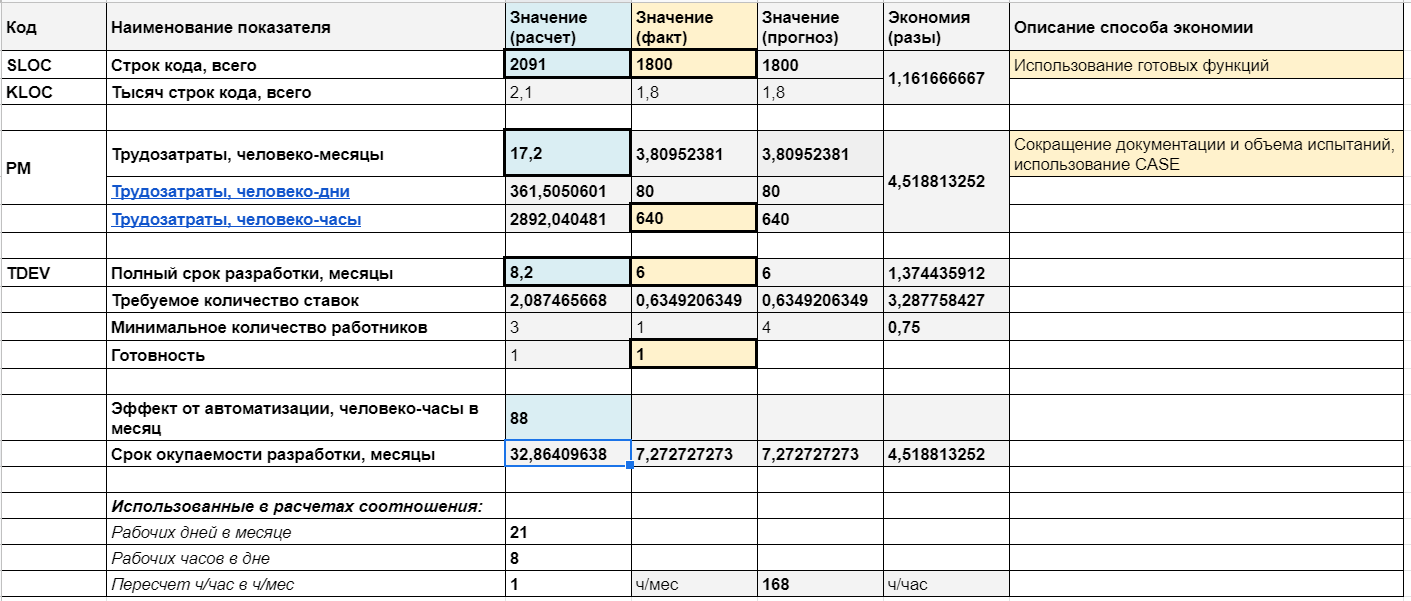 Код Наименование показателя Значение (расчет) Значение (факт) Значение (прогноз) Экономия (разы) Описание способа экономии
SLOC Строк кода, всего 2091 1800 1800 1,161666667 Использование готовых функций
KLOC Тысяч строк кода, всего 2,1 1,8 1,8
PM Трудозатраты, человеко-месяцы 17,2 3,80952381 3,80952381 4,518813252 Сокращение документации и объема испытаний, использование CASE
Трудозатраты, человеко-дни 361,5050601 80 80
Трудозатраты, человеко-часы 2892,040481 640 640
TDEV Полный срок разработки, месяцы 8,2 6 6 1,374435912
Требуемое количество ставок 2,087465668 0,6349206349 0,6349206349 3,287758427
Минимальное количество работников 3 1 4 0,75
Готовность 1 1
Эффект от автоматизации, человеко-часы в месяц 88
Срок окупаемости разработки, месяцы 32,86409638 7,272727273 7,272727273 4,518813252
Использованные в расчетах соотношения:
Рабочих дней в месяце 21
Рабочих часов в дне 8
Пересчет ч/час в ч/мес 1 ч/мес 168 ч/час